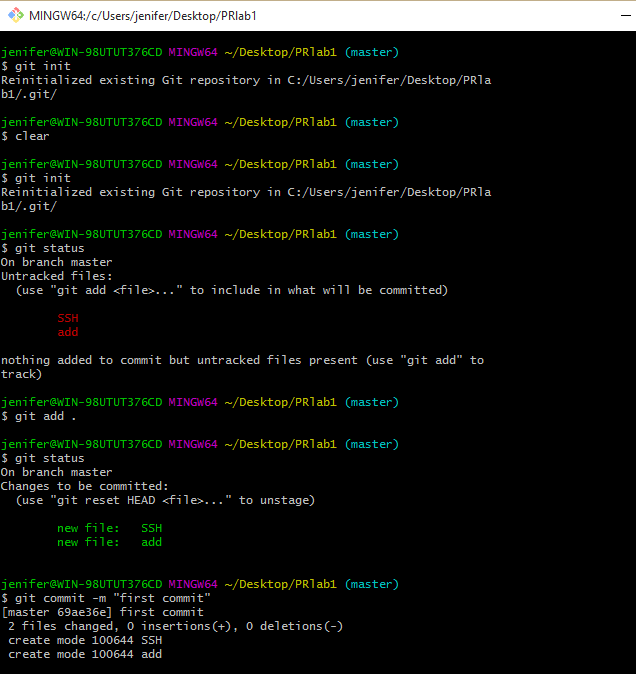 MINGW64:/c/Users/jenifer/Desktop/PRlab1
jenifer@WIN-98UTUT376CD MINGW64 ~/Desktop/PRlab1 (master)
$ git init
Reinitialized existing Git repository in C:/Users/jenifer/Desktop/PRla
b1/.git/
jenifer@WIN-98UTUT376CD MINGW64 ~/Desktop/PRlab1 (master)
$ clear
jenifer@WIN-98UTUT376CD MINGW64 ~/Desktop/PRlab1 (master)
$ git init
Reinitialized existing Git repository in C:/Users/jenifer/Desktop/PRla
b1/.git/
jenifer@WIN-98UTUT376CD MINGW64 ~/Desktop/PRlab1 (master)
$ git status
On branch master
Untracked files:
  (use "git add <file>..." to include in what will be committed)
        SSH
        add
nothing added to commit but untracked files present (use "git add" to
track)
jenifer@WIN-98UTUT376CD MINGW64 ~/Desktop/PRlab1 (master)
$ git add .
jenifer@WIN-98UTUT376CD MINGW64 ~/Desktop/PRlab1 (master)
$ git status
On branch master
Changes to be committed:
  (use "git reset HEAD <file>..." to unstage)
        new file:   SSH
        new file:   add
jenifer@WIN-98UTUT376CD MINGW64 ~/Desktop/PRlab1 (master)
$ git commit -m "first commit"
[master 69ae36e] first commit
 2 files changed, 0 insertions(+), 0 deletions(-)
 create mode 100644 SSH
 create mode 100644 add